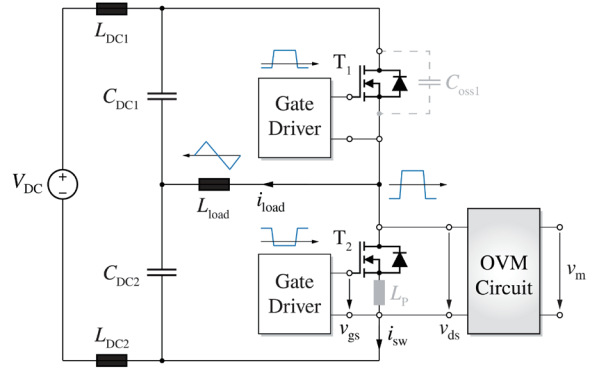 L_DC1
T_1
C_oss1
C_DC1
Gate
Driver
V_DC
+
−
L_load
i_load
T_2
C_DC2
Gate
Driver
L_P
OVM
Circuit
v_m
v_gs
i_sw
v_ds
L_DC2